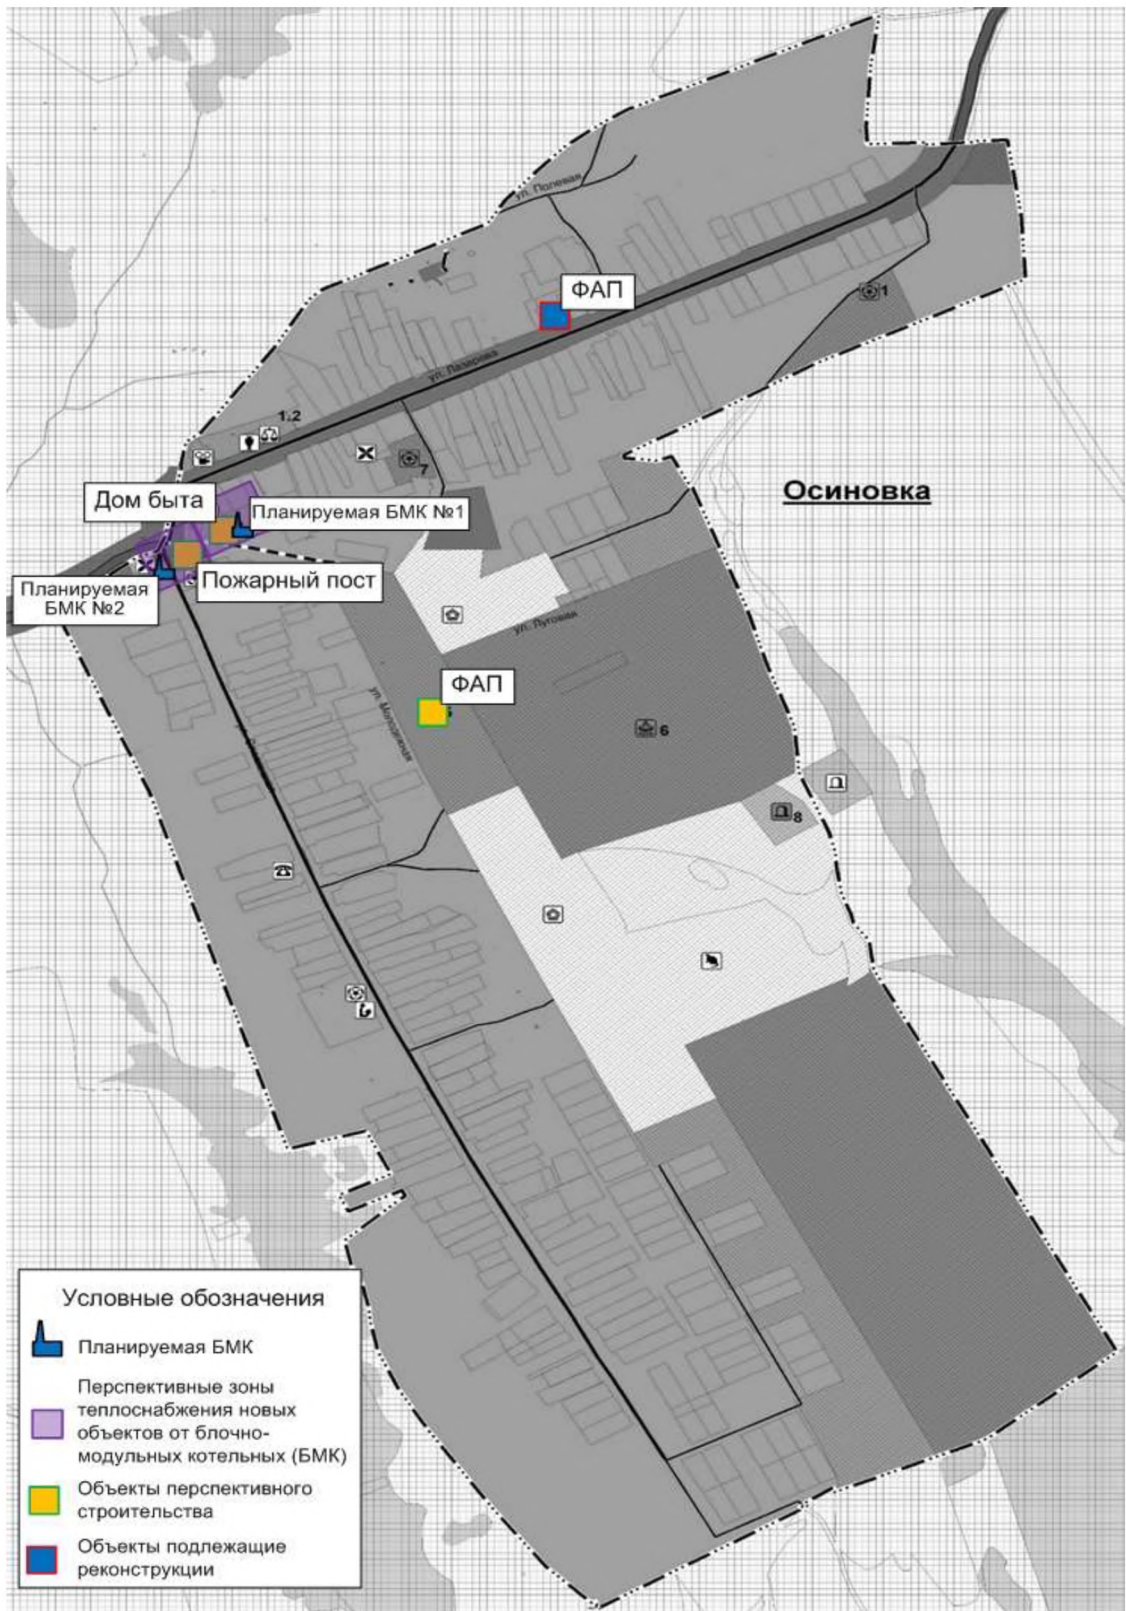 ул. Полевая
ФАП
1
ул. Лазарева
1.2
7
Дом быта
Планируемая БМК №1
Осиновка
Пожарный пост
Планируемая
БМК №2
ул. Луговая
ФАП
ул. Молодежная
6
8
Условные обозначения
Планируемая БМК
Перспективные зоны
теплоснабжения новых
объектов от блочно-
модульных котельных (БМК)
Объекты перспективного
строительства
Объекты подлежащие
реконструкции